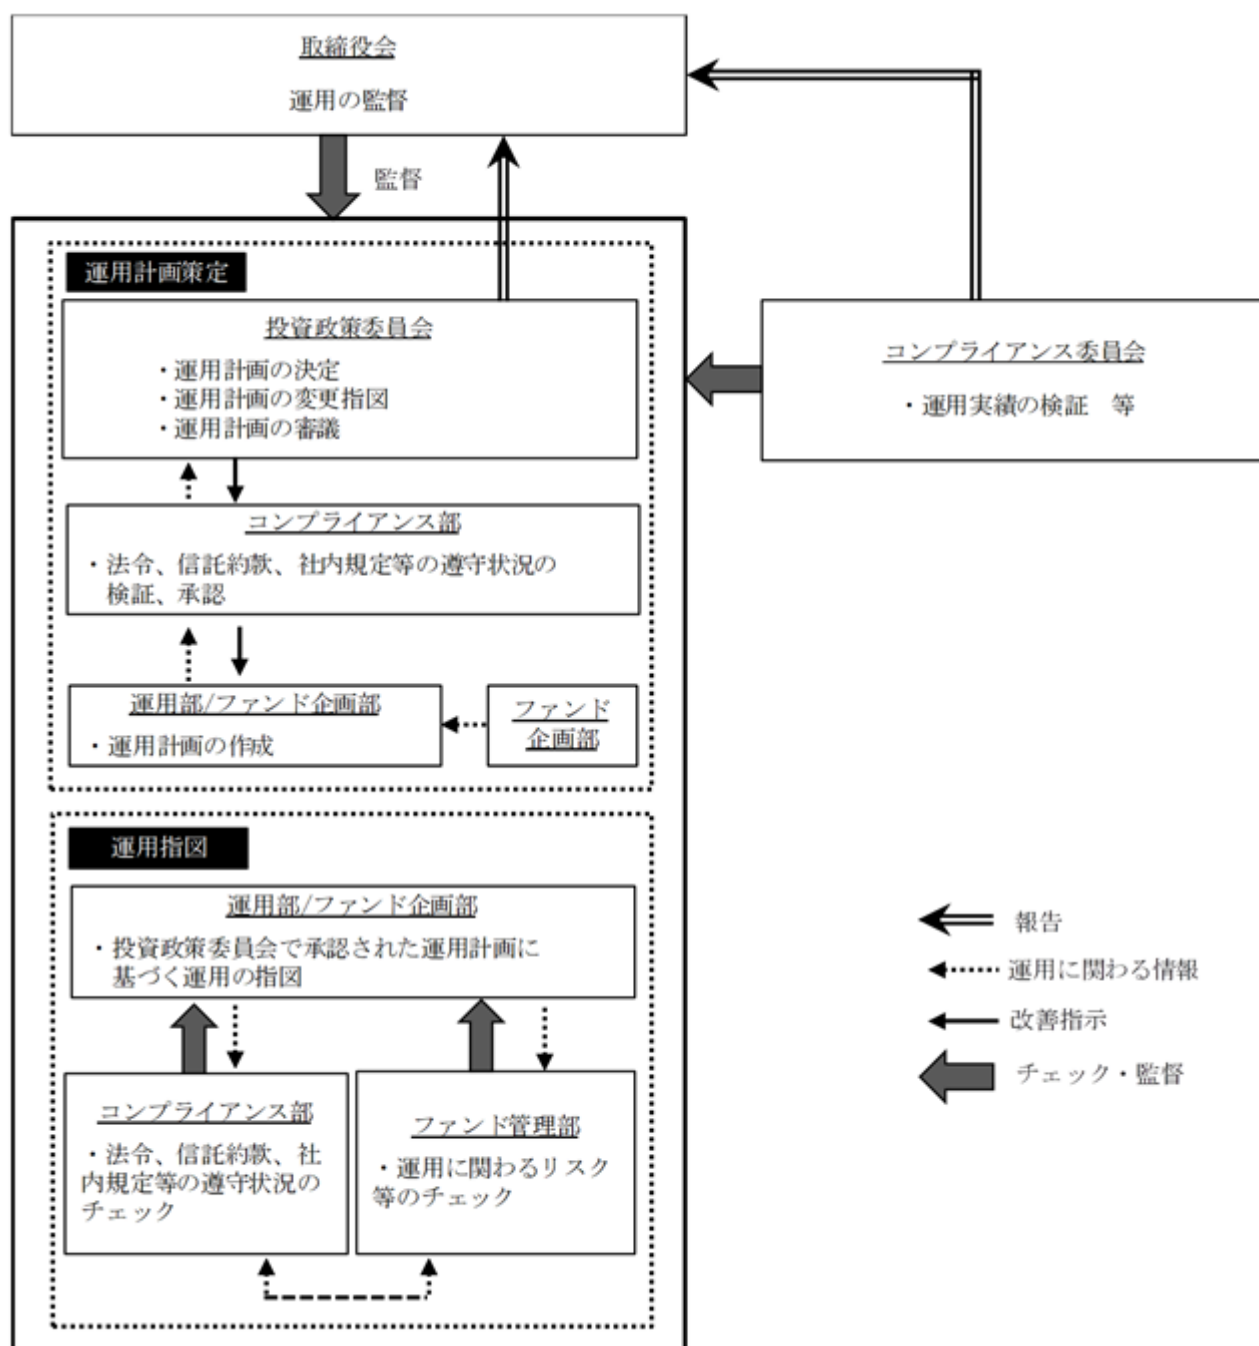 取締役会
運用の監督
監督
運用計画策定
投資政策委員会
・運用計画の決定
・運用計画の変更指図
・運用計画の審議
コンプライアンス委員会
・運用実績の検証　等
コンプライアンス部
・法令、信託約款、社内規定等の遵守状況の
検証、承認
運用部/ファンド企画部
・運用計画の作成
ファンド
企画部
運用指図
運用部/ファンド企画部
・投資政策委員会で承認された運用計画に
基づく運用の指図
コンプライアンス部
・法令、信託約款、社
内規定等の遵守状況の
チェック
ファンド管理部
・運用に関わるリスク
等のチェック
報告
運用に関わる情報
改善指示
チェック・監督